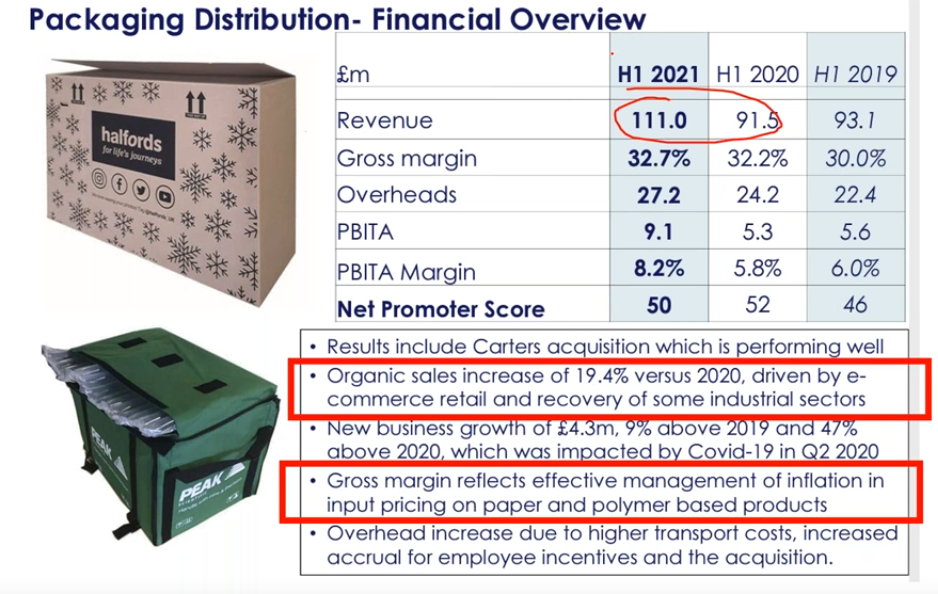 Packaging Distribution- Financial Overview
£m H1 2021 H1 2020 H1 2019
Revenue 111.0 91.5 93.1
Gross margin 32.7% 32.2% 30.0%
Overheads 27.2 24.2 22.4
PBITA 9.1 5.3 5.6
PBITA Margin 8.2% 5.8% 6.0%
Net Promoter Score 50 52 46
halfords
for life's journeys
PEAK
PEAK
• Results include Carters acquisition which is performing well
• Organic sales increase of 19.4% versus 2020, driven by e-
commerce retail and recovery of some industrial sectors
• New business growth of £4.3m, 9% above 2019 and 47%
above 2020, which was impacted by Covid-19 in Q2 2020
• Gross margin reflects effective management of inflation in
input pricing on paper and polymer based products
• Overhead increase due to higher transport costs, increased
accrual for employee incentives and the acquisition.